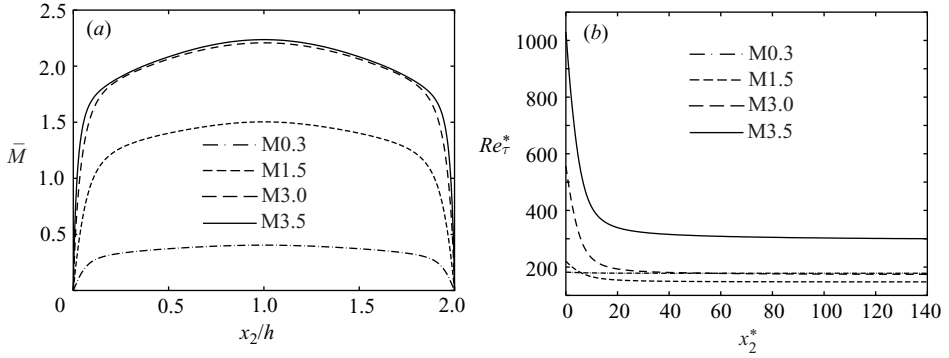 (a)
2.5
2.0
1.5
1.0
0.5
M̄
M0.3
M1.5
M3.0
M3.5
0 0.5 1.0 1.5 2.0
x₂/h
(b)
1000
800
600
400
200
Re*τ
M0.3
M1.5
M3.0
M3.5
0 20 40 60 80 100 120 140
x*₂